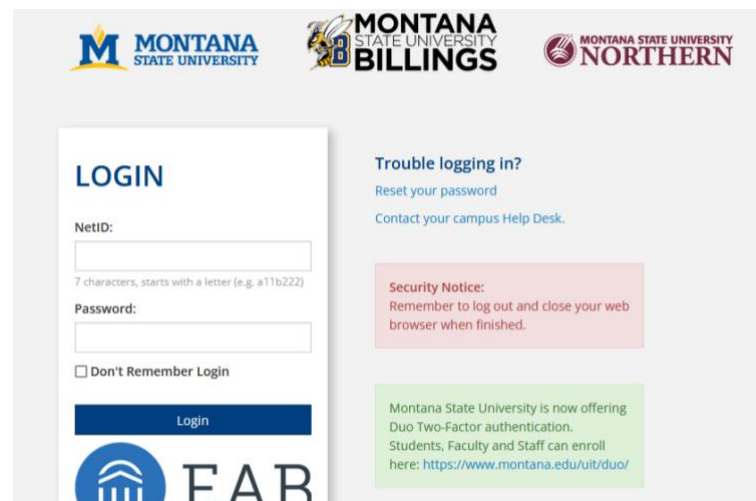 MONTANA
STATE UNIVERSITY
MONTANA
STATE UNIVERSITY
BILLINGS
MONTANA STATE UNIVERSITY
NORTHERN
LOGIN
NetID:
7 characters, starts with a letter (e.g. a11b222)
Password:
Don't Remember Login
Login
EAB
Trouble logging in?
Reset your password
Contact your campus Help Desk.
Security Notice:
Remember to log out and close your web
browser when finished.
Montana State University is now offering
Duo Two-Factor authentication.
Students, Faculty and Staff can enroll
here: https://www.montana.edu/uit/duo/